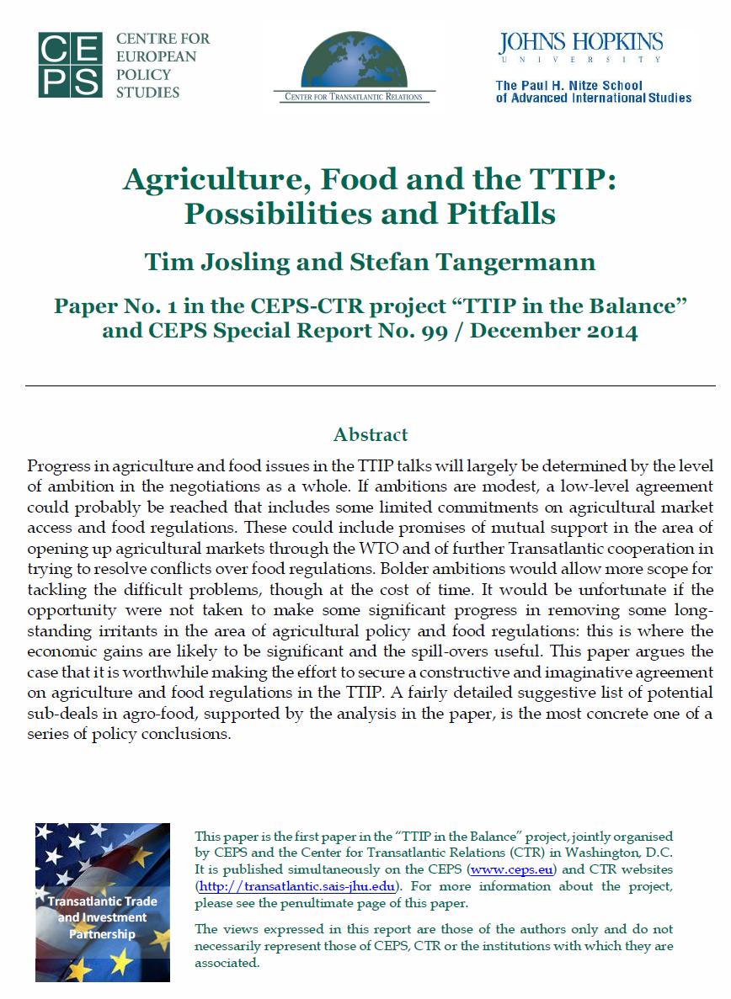 CE
PS
CENTRE FOR
EUROPEAN
POLICY
STUDIES
CENTER FOR TRANSATLANTIC RELATIONS
JOHNS HOPKINS
UNIVERSITY
The Paul H. Nitze School
of Advanced International Studies
Agriculture, Food and the TTIP:
Possibilities and Pitfalls
Tim Josling and Stefan Tangermann
Paper No. 1 in the CEPS-CTR project “TTIP in the Balance”
and CEPS Special Report No. 99 / December 2014
Abstract
Progress in agriculture and food issues in the TTIP talks will largely be determined by the level
of ambition in the negotiations as a whole. If ambitions are modest, a low-level agreement
could probably be reached that includes some limited commitments on agricultural market
access and food regulations. These could include promises of mutual support in the area of
opening up agricultural markets through the WTO and of further Transatlantic cooperation in
trying to resolve conflicts over food regulations. Bolder ambitions would allow more scope for
tackling the difficult problems, though at the cost of time. It would be unfortunate if the
opportunity were not taken to make some significant progress in removing some long-
standing irritants in the area of agricultural policy and food regulations: this is where the
economic gains are likely to be significant and the spill-overs useful. This paper argues the
case that it is worthwhile making the effort to secure a constructive and imaginative agreement
on agriculture and food regulations in the TTIP. A fairly detailed suggestive list of potential
sub-deals in agro-food, supported by the analysis in the paper, is the most concrete one of a
series of policy conclusions.
Transatlantic Trade
and Investment
Partnership
This paper is the first paper in the “TTIP in the Balance” project, jointly organised
by CEPS and the Center for Transatlantic Relations (CTR) in Washington, D.C.
It is published simultaneously on the CEPS (www.ceps.eu) and CTR websites
(http://transatlantic.sais-jhu.edu). For more information about the project,
please see the penultimate page of this paper.
The views expressed in this report are those of the authors only and do not
necessarily represent those of CEPS, CTR or the institutions with which they are
associated.